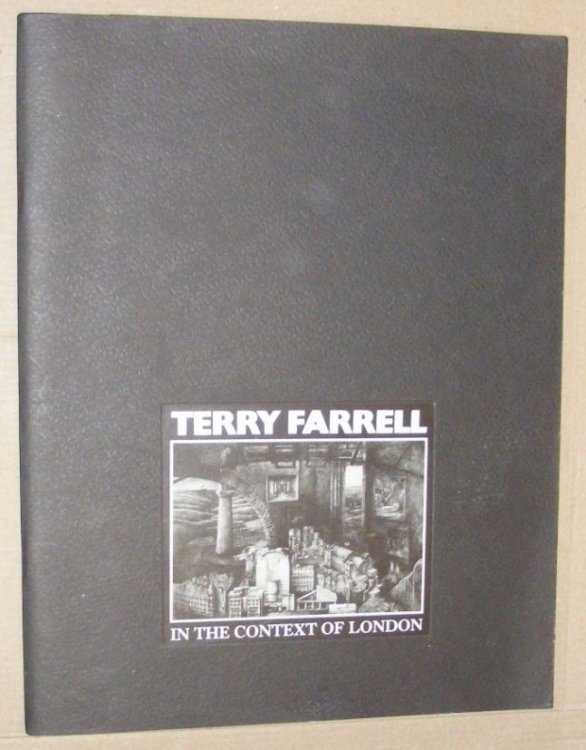 TERRY FARRELL
IN THE CONTEXT OF LONDON